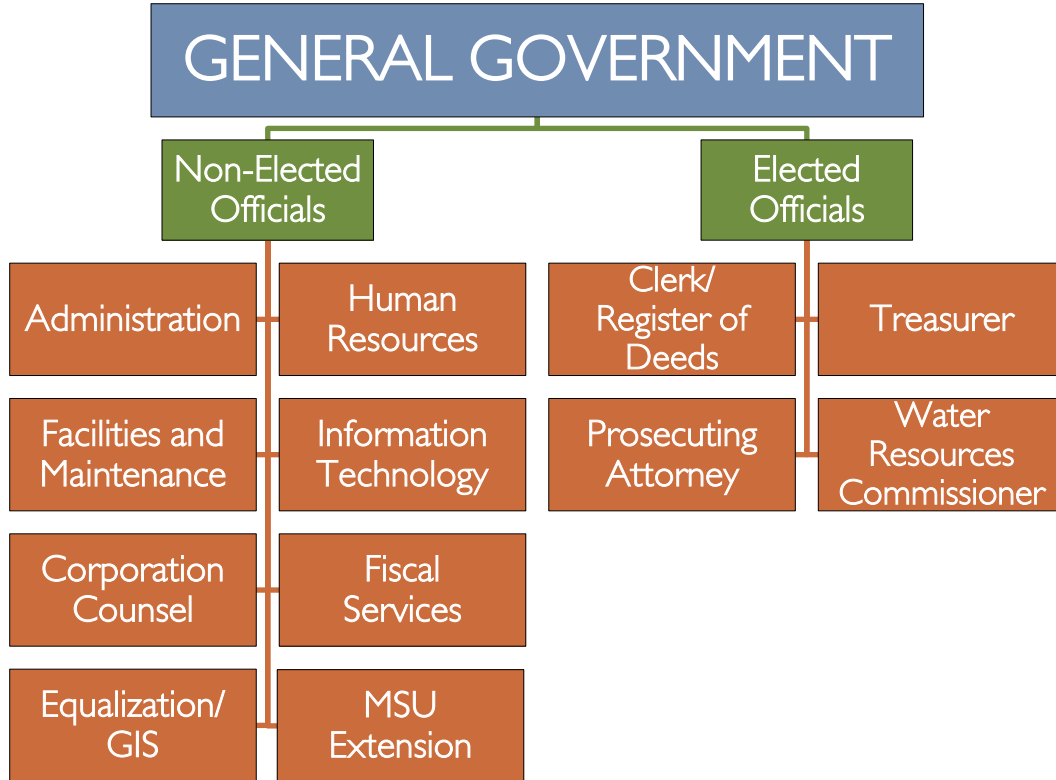 GENERAL GOVERNMENT
Non-Elected
Officials
Elected
Officials
Administration
Human
Resources
Clerk/
Register of
Deeds
Treasurer
Facilities and
Maintenance
Information
Technology
Prosecuting
Attorney
Water
Resources
Commissioner
Corporation
Counsel
Fiscal
Services
Equalization/
GIS
MSU
Extension